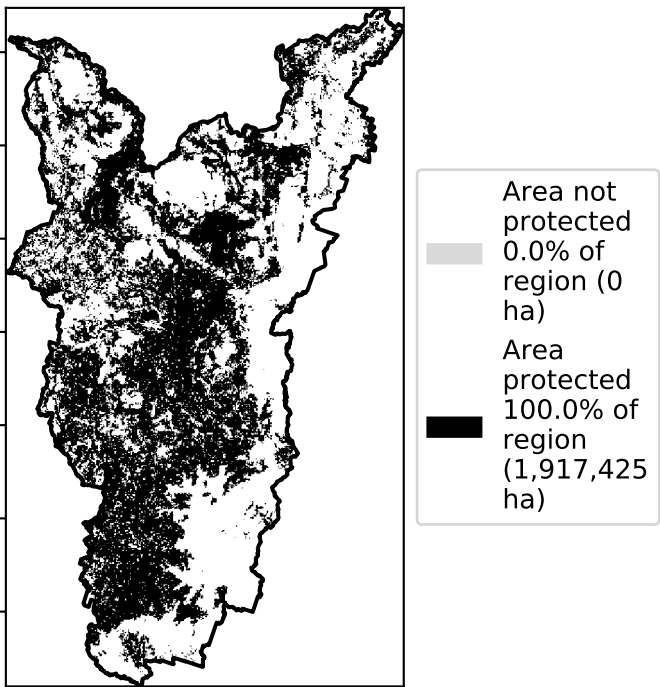 Area not
protected
0.0% of
region (0
ha)
Area
protected
100.0% of
region
(1,917,425
ha)